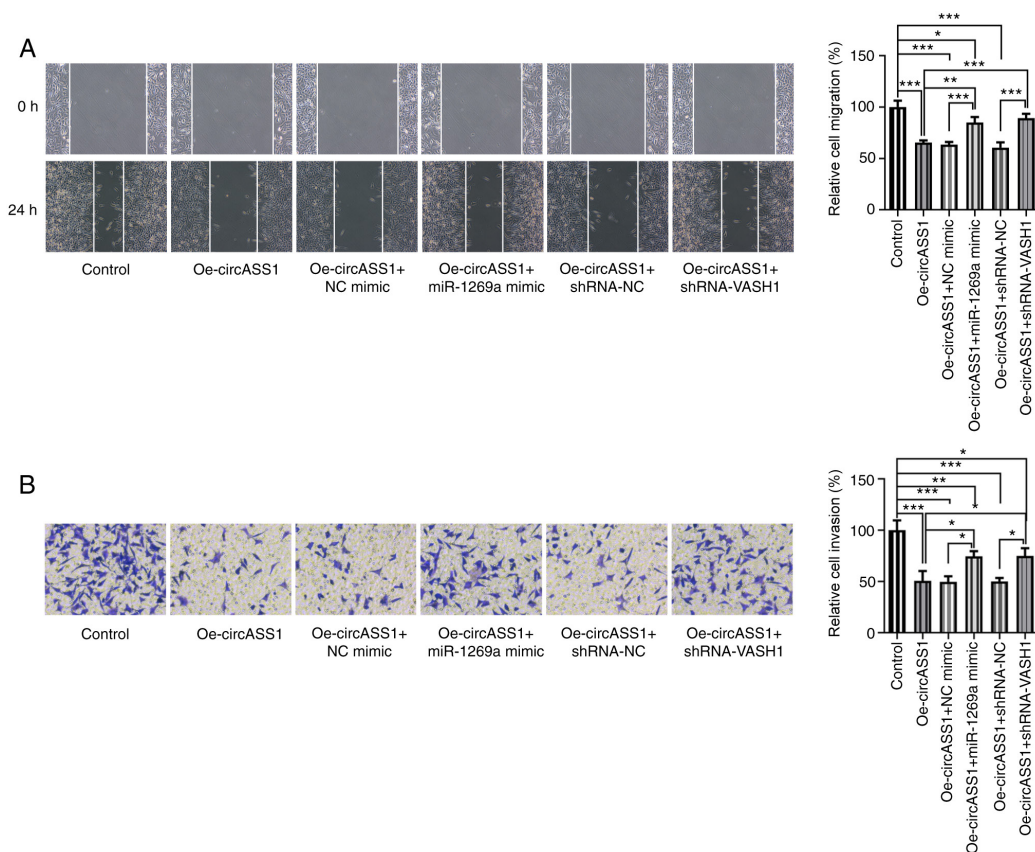 A
0 h
24 h
Control
Oe-circASS1
Oe-circASS1+
NC mimic
Oe-circASS1+
miR-1269a mimic
Oe-circASS1+
shRNA-NC
Oe-circASS1+
shRNA-VASH1
Relative cell migration (%)
150
100
50
0
***
*
***
***
**
***
***
***
Control
Oe-circASS1
Oe-circASS1+NC mimic
Oe-circASS1+miR-1269a mimic
Oe-circASS1+shRNA-NC
Oe-circASS1+shRNA-VASH1
B
Control
Oe-circASS1
Oe-circASS1+
NC mimic
Oe-circASS1+
miR-1269a mimic
Oe-circASS1+
shRNA-NC
Oe-circASS1+
shRNA-VASH1
Relative cell invasion (%)
150
100
50
0
*
***
**
***
***
*
*
*
*
Control
Oe-circASS1
Oe-circASS1+NC mimic
Oe-circASS1+miR-1269a mimic
Oe-circASS1+shRNA-NC
Oe-circASS1+shRNA-VASH1